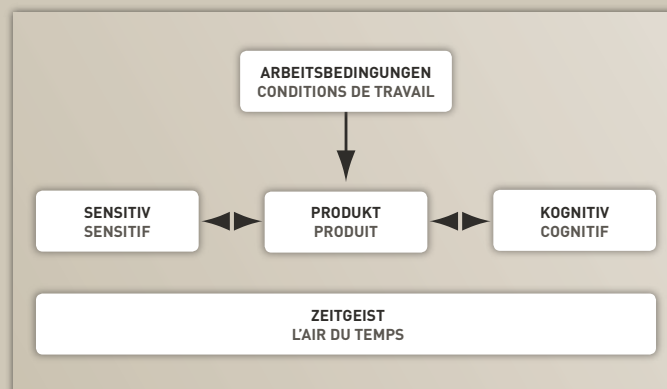 ARBEITSBEDINGUNGEN
CONDITIONS DE TRAVAIL
SENSITIV
SENSITIF
PRODUKT
PRODUIT
KOGNITIV
COGNITIF
ZEITGEIST
L'AIR DU TEMPS